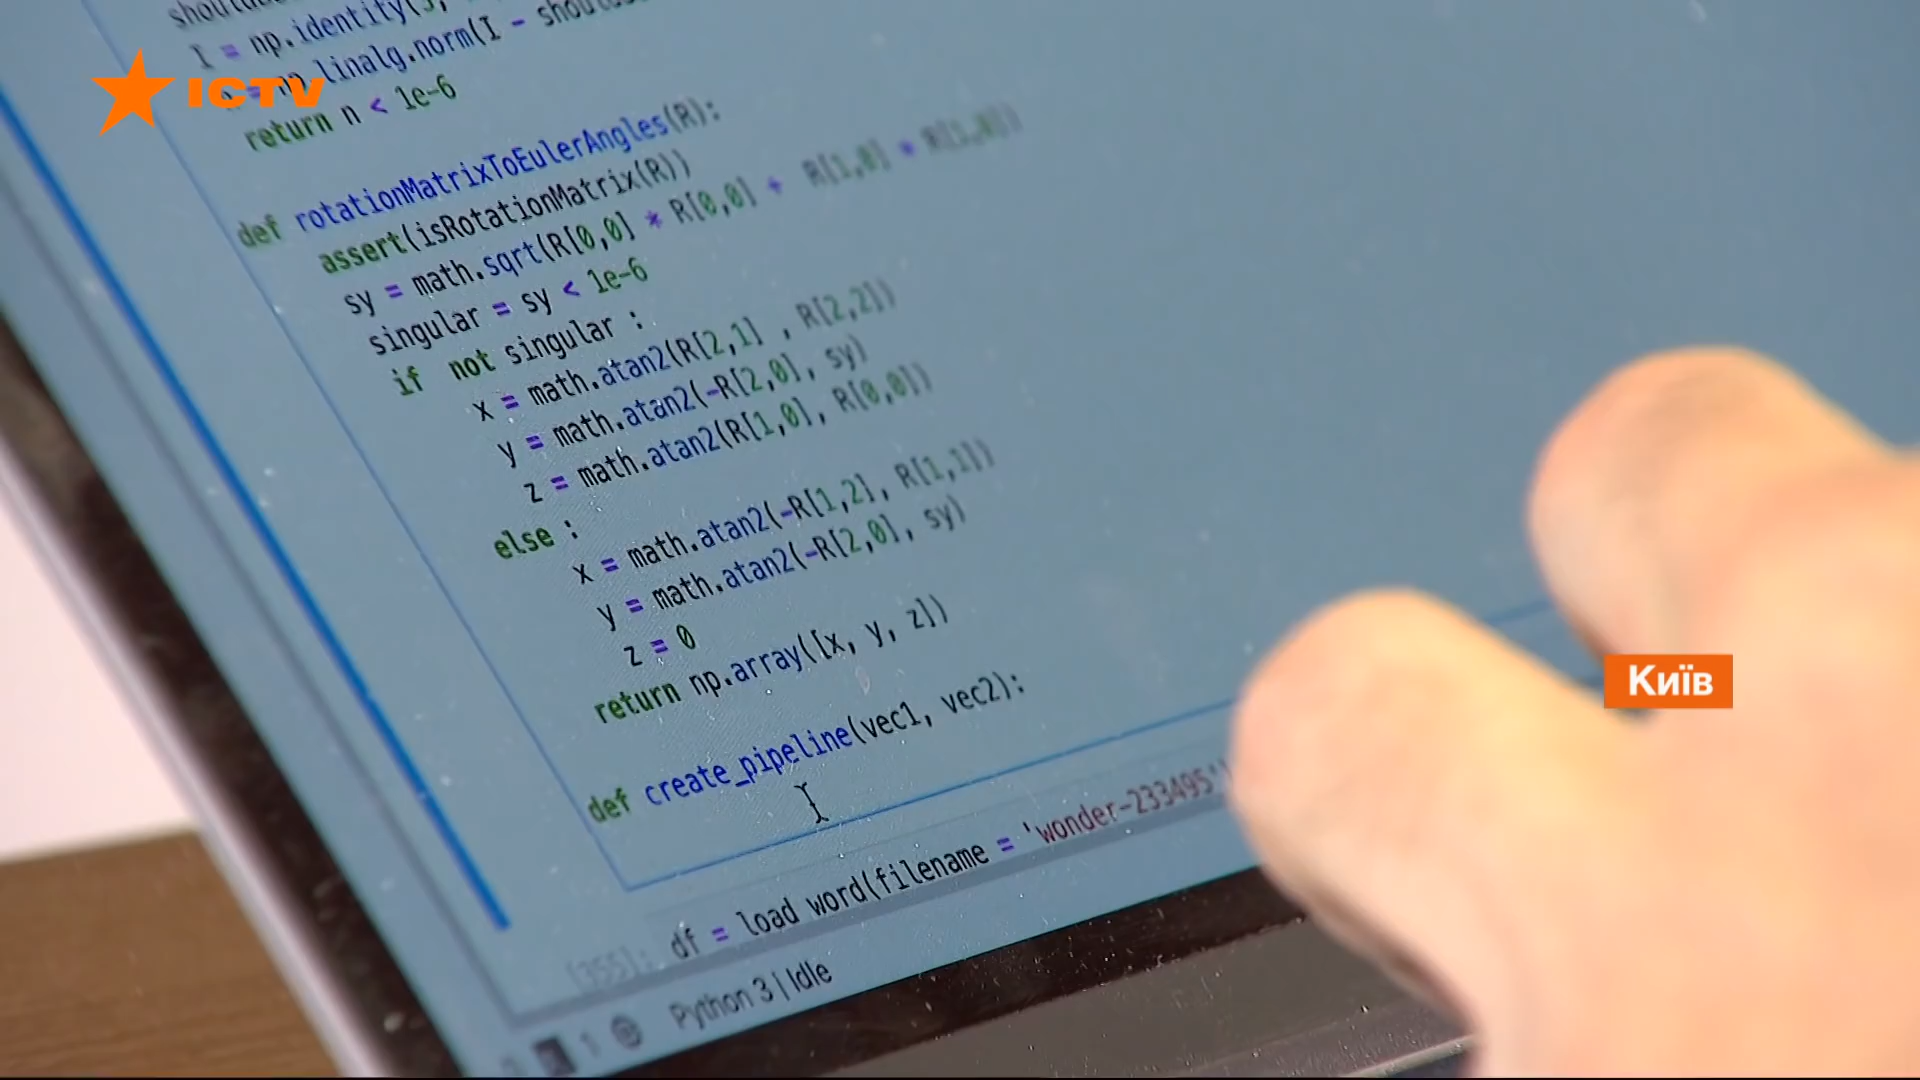 I = np.identity(3,
= np.linalg.norm(I -
return n < 1e-6
ICTV
def rotationMatrixToEulerAngles(R):
assert(isRotationMatrix(R))
sy = math.sqrt(R[0,0] * R[0,0] + R[1,0] * R[1,0])
singular = sy < 1e-6
if not singular :
x = math.atan2(R[2,1] , R[2,2])
y = math.atan2(-R[2,0], sy)
z = math.atan2(R[1,0], R[0,0])
else :
x = math.atan2(-R[1,2], R[1,1])
y = math.atan2(-R[2,0], sy)
z = 0
return np.array([x, y, z])
def create_pipeline(vec1, vec2):
[355]: df = load word(filename = 'wonder-233495'
Python 3 | Idle
Київ